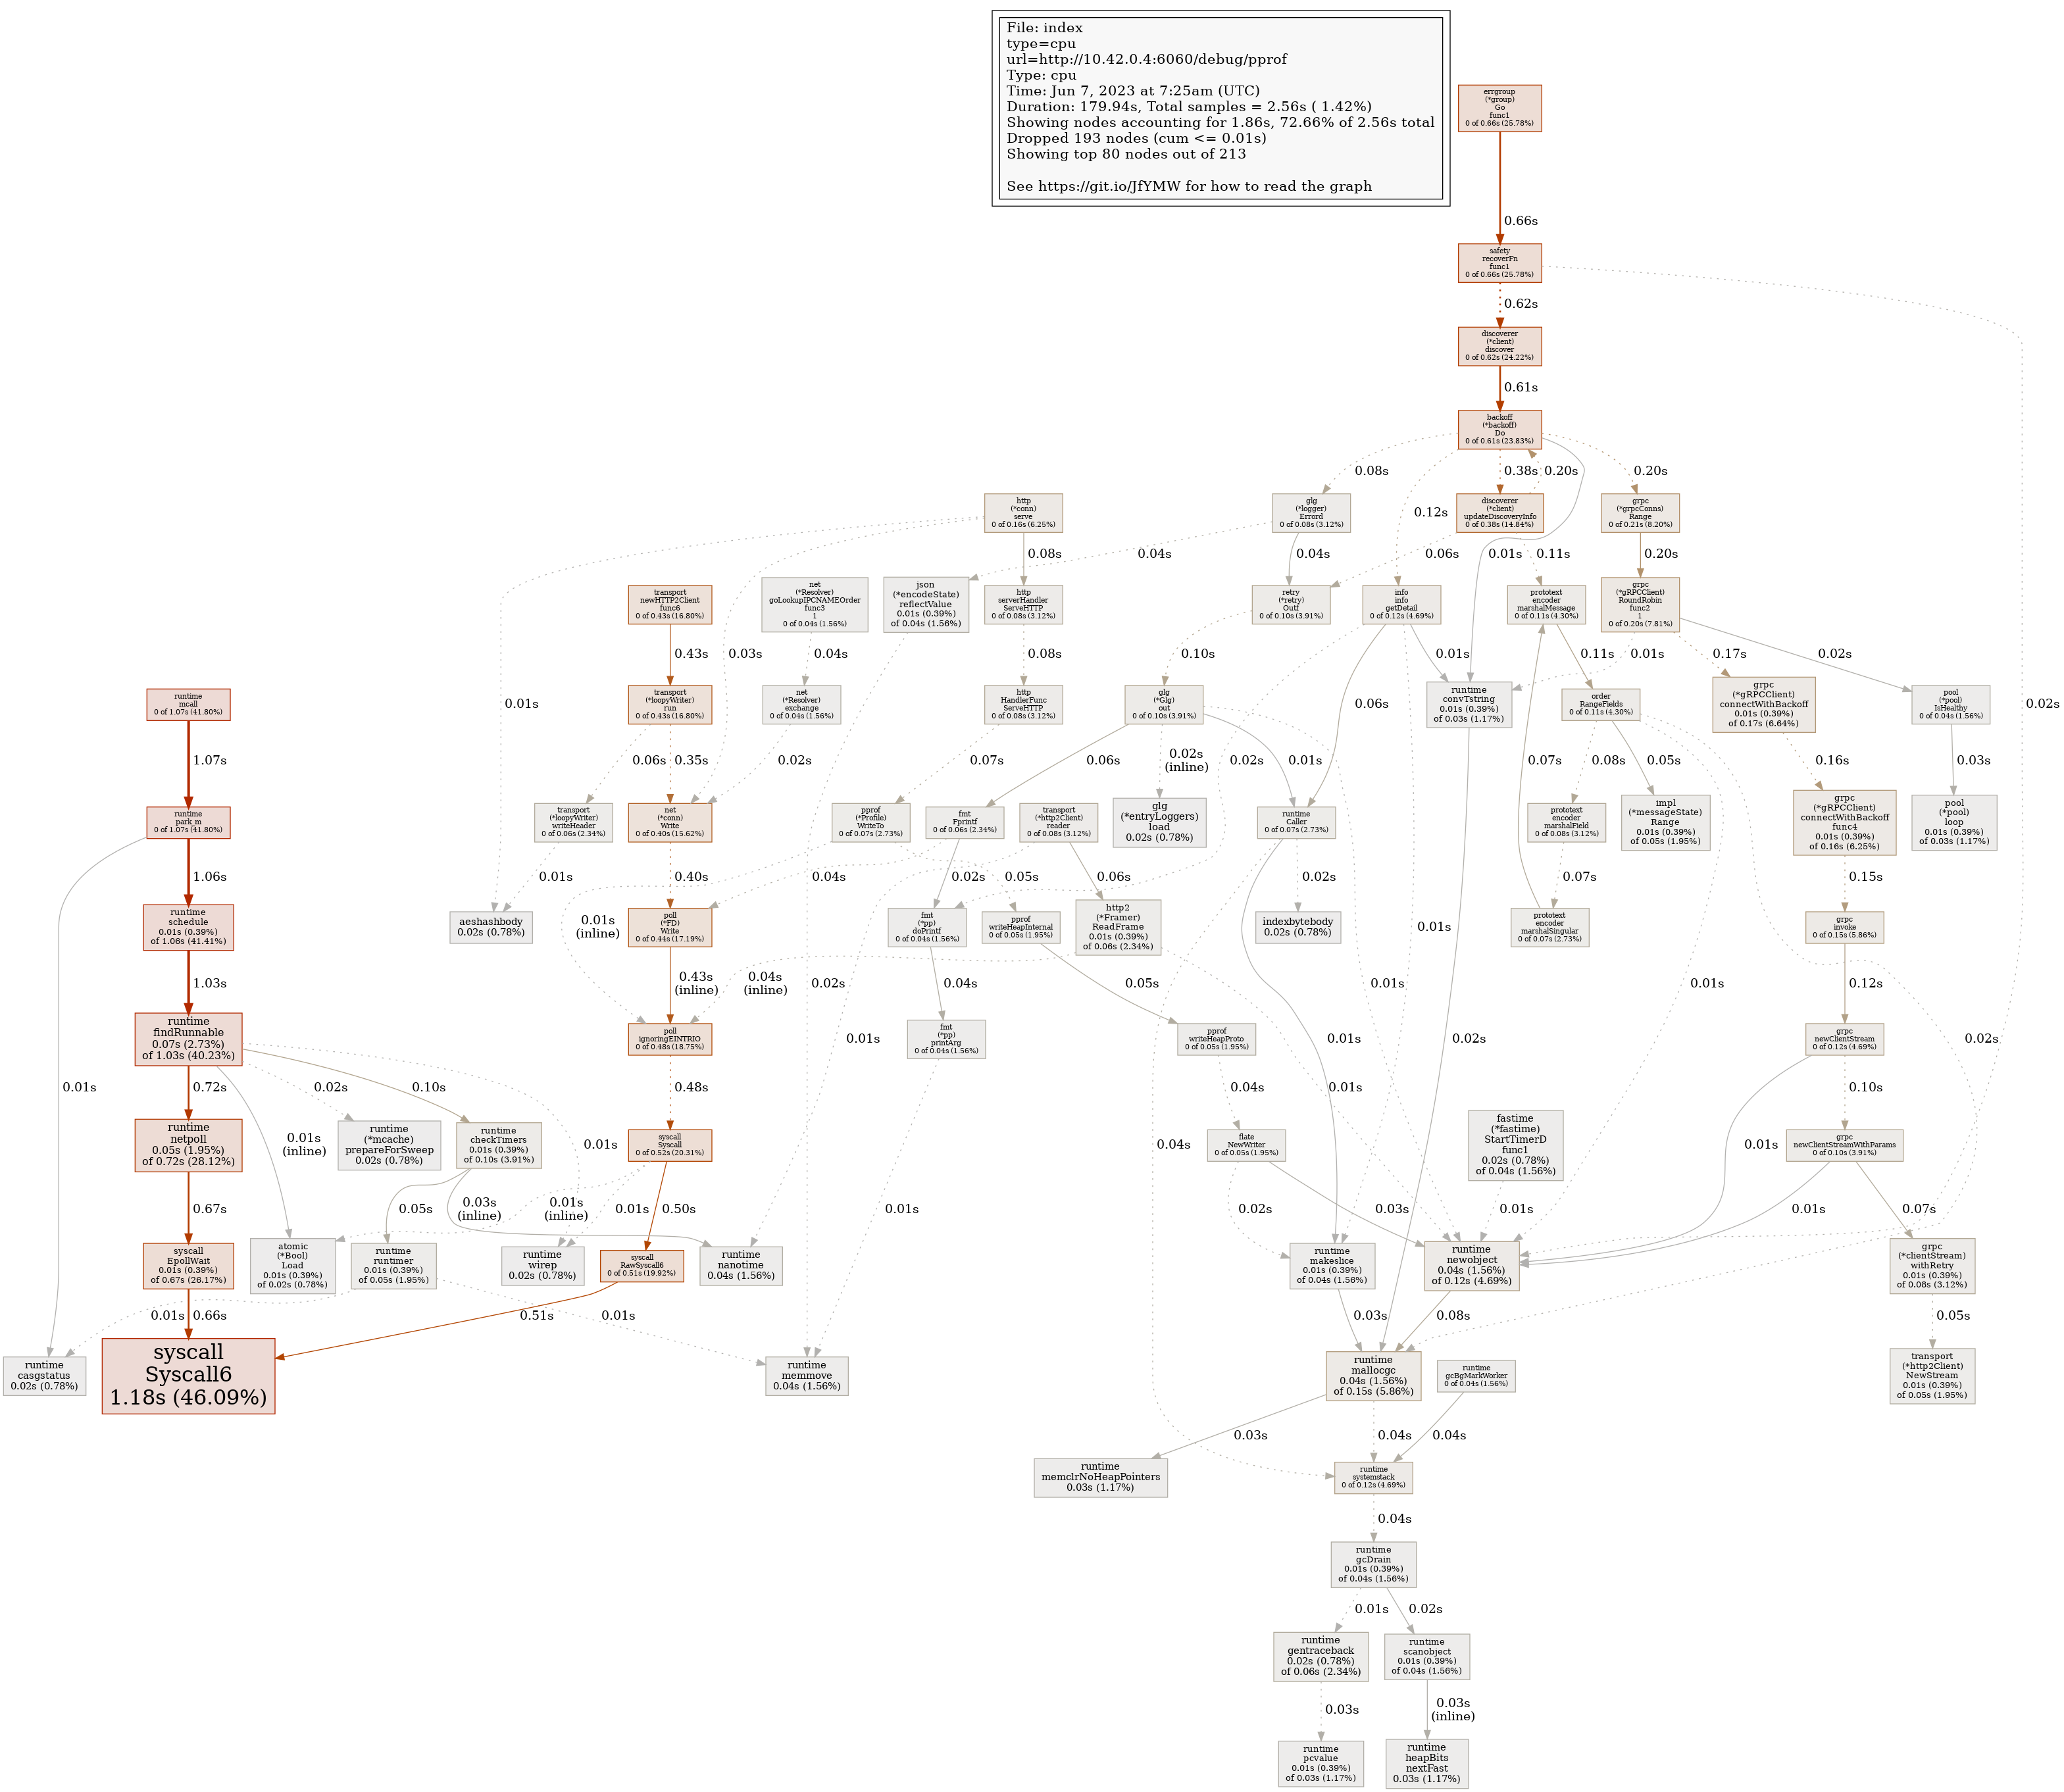 File: index
type=cpu
url=http://10.42.0.4:6060/debug/pprof
Type: cpu
Time: Jun 7, 2023 at 7:25am (UTC)
Duration: 179.94s, Total samples = 2.56s ( 1.42%)
Showing nodes accounting for 1.86s, 72.66% of 2.56s total
Dropped 193 nodes (cum <= 0.01s)
Showing top 80 nodes out of 213
See https://git.io/JfYMW for how to read the graph
errgroup
(*group)
Go
func1
0 of 0.66s (25.78%)
0.66s
safety
recoverFn
func1
0 of 0.66s (25.78%)
0.62s
0.02s
discoverer
(*client)
discover
0 of 0.62s (24.22%)
0.61s
backoff
(*backoff)
Do
0 of 0.61s (23.83%)
0.08s
0.12s
0.38s
0.20s
0.01s
0.20s
http
(*conn)
serve
0 of 0.16s (6.25%)
0.01s
0.03s
0.08s
glg
(*logger)
Errord
0 of 0.08s (3.12%)
0.04s
0.04s
discoverer
(*client)
updateDiscoveryInfo
0 of 0.38s (14.84%)
0.06s
0.11s
grpc
(*grpcConns)
Range
0 of 0.21s (8.20%)
0.20s
transport
newHTTP2Client
func6
0 of 0.43s (16.80%)
0.43s
net
(*Resolver)
goLookupIPCNAMEOrder
func3
1
0 of 0.04s (1.56%)
0.04s
json
(*encodeState)
reflectValue
0.01s (0.39%)
of 0.04s (1.56%)
0.02s
http
serverHandler
ServeHTTP
0 of 0.08s (3.12%)
0.08s
retry
(*retry)
Outf
0 of 0.10s (3.91%)
0.10s
info
info
getDetail
0 of 0.12s (4.69%)
0.02s
0.06s
0.01s
0.01s
prototext
encoder
marshalMessage
0 of 0.11s (4.30%)
0.11s
grpc
(*gRPCClient)
RoundRobin
func2
1
0 of 0.20s (7.81%)
0.01s
0.17s
0.02s
runtime
mcall
0 of 1.07s (41.80%)
1.07s
transport
(*loopyWriter)
run
0 of 0.43s (16.80%)
0.06s
0.35s
net
(*Resolver)
exchange
0 of 0.04s (1.56%)
0.02s
http
HandlerFunc
ServeHTTP
0 of 0.08s (3.12%)
0.07s
glg
(*Glg)
out
0 of 0.10s (3.91%)
0.06s
0.02s
(inline)
0.01s
0.01s
runtime
convTstring
0.01s (0.39%)
of 0.03s (1.17%)
0.02s
order
RangeFields
0 of 0.11s (4.30%)
0.08s
0.05s
0.01s
0.02s
grpc
(*gRPCClient)
connectWithBackoff
0.01s (0.39%)
of 0.17s (6.64%)
0.16s
pool
(*pool)
IsHealthy
0 of 0.04s (1.56%)
0.03s
runtime
park_m
0 of 1.07s (41.80%)
0.01s
1.06s
transport
(*loopyWriter)
writeHeader
0 of 0.06s (2.34%)
0.01s
net
(*conn)
Write
0 of 0.40s (15.62%)
0.40s
pprof
(*Profile)
WriteTo
0 of 0.07s (2.73%)
0.01s
(inline)
0.05s
fmt
Fprintf
0 of 0.06s (2.34%)
0.04s
0.02s
transport
(*http2Client)
reader
0 of 0.08s (3.12%)
0.01s
0.06s
glg
(*entryLoggers)
load
0.02s (0.78%)
runtime
Caller
0 of 0.07s (2.73%)
0.04s
0.01s
0.02s
prototext
encoder
marshalField
0 of 0.08s (3.12%)
0.07s
impl
(*messageState)
Range
0.01s (0.39%)
of 0.05s (1.95%)
grpc
(*gRPCClient)
connectWithBackoff
func4
0.01s (0.39%)
of 0.16s (6.25%)
0.15s
pool
(*pool)
loop
0.01s (0.39%)
of 0.03s (1.17%)
runtime
schedule
0.01s (0.39%)
of 1.06s (41.41%)
1.03s
aeshashbody
0.02s (0.78%)
poll
(*FD)
Write
0 of 0.44s (17.19%)
0.43s
(inline)
fmt
(*pp)
doPrintf
0 of 0.04s (1.56%)
0.04s
pprof
writeHeapInternal
0 of 0.05s (1.95%)
0.05s
http2
(*Framer)
ReadFrame
0.01s (0.39%)
of 0.06s (2.34%)
0.04s
(inline)
0.01s
indexbytebody
0.02s (0.78%)
prototext
encoder
marshalSingular
0 of 0.07s (2.73%)
0.07s
grpc
invoke
0 of 0.15s (5.86%)
0.12s
runtime
findRunnable
0.07s (2.73%)
of 1.03s (40.23%)
0.72s
0.01s
(inline)
0.02s
0.10s
0.01s
poll
ignoringEINTRIO
0 of 0.48s (18.75%)
0.48s
fmt
(*pp)
printArg
0 of 0.04s (1.56%)
0.01s
pprof
writeHeapProto
0 of 0.05s (1.95%)
0.04s
grpc
newClientStream
0 of 0.12s (4.69%)
0.01s
0.10s
runtime
netpoll
0.05s (1.95%)
of 0.72s (28.12%)
0.67s
runtime
(*mcache)
prepareForSweep
0.02s (0.78%)
runtime
checkTimers
0.01s (0.39%)
of 0.10s (3.91%)
0.05s
0.03s
(inline)
syscall
Syscall
0 of 0.52s (20.31%)
0.01s
(inline)
0.01s
0.50s
flate
NewWriter
0 of 0.05s (1.95%)
0.02s
0.03s
fastime
(*fastime)
StartTimerD
func1
0.02s (0.78%)
of 0.04s (1.56%)
0.01s
grpc
newClientStreamWithParams
0 of 0.10s (3.91%)
0.01s
0.07s
syscall
EpollWait
0.01s (0.39%)
of 0.67s (26.17%)
0.66s
atomic
(*Bool)
Load
0.01s (0.39%)
of 0.02s (0.78%)
runtime
runtimer
0.01s (0.39%)
of 0.05s (1.95%)
0.01s
0.01s
runtime
wirep
0.02s (0.78%)
syscall
RawSyscall6
0 of 0.51s (19.92%)
0.51s
runtime
nanotime
0.04s (1.56%)
runtime
makeslice
0.01s (0.39%)
of 0.04s (1.56%)
0.03s
runtime
newobject
0.04s (1.56%)
of 0.12s (4.69%)
0.08s
grpc
(*clientStream)
withRetry
0.01s (0.39%)
of 0.08s (3.12%)
0.05s
runtime
casgstatus
0.02s (0.78%)
syscall
Syscall6
1.18s (46.09%)
runtime
memmove
0.04s (1.56%)
runtime
mallocgc
0.04s (1.56%)
of 0.15s (5.86%)
0.03s
0.04s
runtime
gcBgMarkWorker
0 of 0.04s (1.56%)
0.04s
transport
(*http2Client)
NewStream
0.01s (0.39%)
of 0.05s (1.95%)
runtime
memclrNoHeapPointers
0.03s (1.17%)
runtime
systemstack
0 of 0.12s (4.69%)
0.04s
runtime
gcDrain
0.01s (0.39%)
of 0.04s (1.56%)
0.01s
0.02s
runtime
gentraceback
0.02s (0.78%)
of 0.06s (2.34%)
0.03s
runtime
scanobject
0.01s (0.39%)
of 0.04s (1.56%)
0.03s
(inline)
runtime
pcvalue
0.01s (0.39%)
of 0.03s (1.17%)
runtime
heapBits
nextFast
0.03s (1.17%)